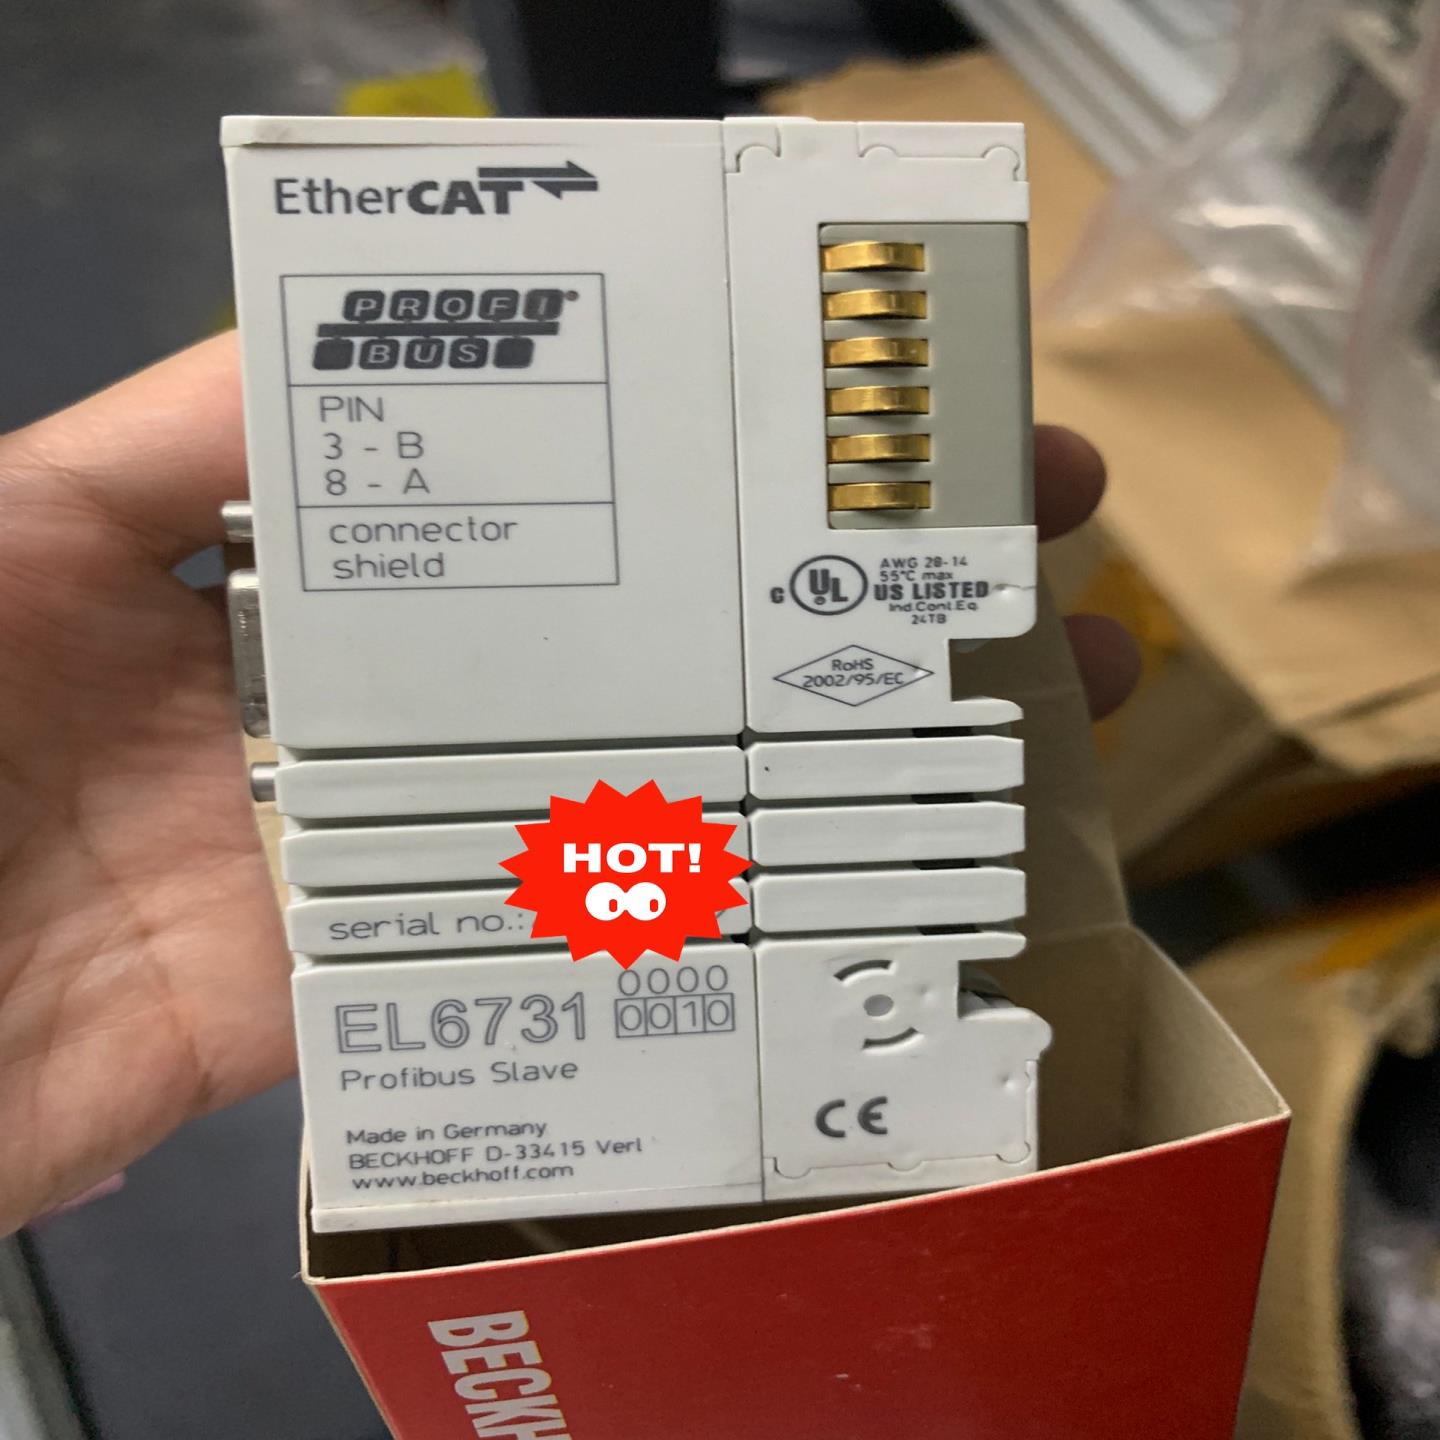 EtherCAT
PROFI
BUS
PIN
3 - B
8 - A
connector
shield
AWG 28-14
55°C max
C UL US LISTED
Ind.Cont.Eq.
24TB
RoHS
2002/95/EC
HOT!
serial no.:
EL6731
0000
0010
Profibus Slave
CE
Made in Germany
BECKHOFF D-33415 Verl
www.beckhoff.com
BECKH